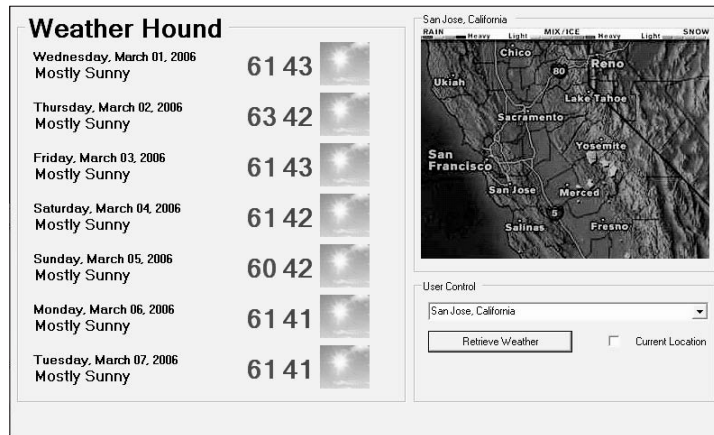 Weather Hound
Wednesday, March 01, 2006
Mostly Sunny
61 43
Thursday, March 02, 2006
Mostly Sunny
63 42
Friday, March 03, 2006
Mostly Sunny
61 43
Saturday, March 04, 2006
Mostly Sunny
61 42
Sunday, March 05, 2006
Mostly Sunny
60 42
Monday, March 06, 2006
Mostly Sunny
61 41
Tuesday, March 07, 2006
Mostly Sunny
61 41
San Jose, California
RAIN Heavy Light MIX/ICE Heavy Light SNOW
Chico
Reno
80
Ukiah
Lake Tahoe
Sacramento
Yosemite
San
Francisco
San Jose
Merced
5
Salinas
Fresno
User Control
San Jose, California
Retrieve Weather
Current Location